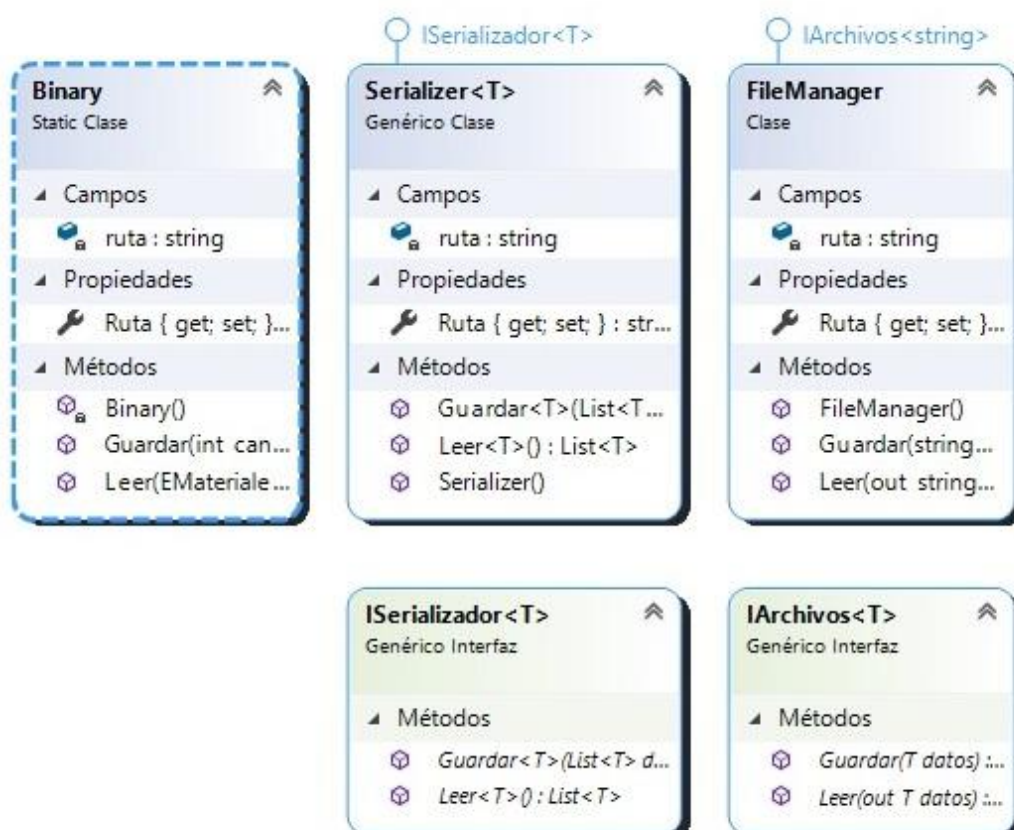 ISerializador<T>
IArchivos<string>
Binary
Static Clase
Campos
ruta : string
Propiedades
Ruta { get; set; }...
Métodos
Binary()
Guardar(int can...
Leer(EMateriale...
Serializer<T>
Genérico Clase
Campos
ruta : string
Propiedades
Ruta { get; set; } : str...
Métodos
Guardar<T>(List<T...
Leer<T>() : List<T>
Serializer()
FileManager
Clase
Campos
ruta : string
Propiedades
Ruta { get; set; }...
Métodos
FileManager()
Guardar(string...
Leer(out string...
ISerializador<T>
Genérico Interfaz
Métodos
Guardar<T>(List<T> d...
Leer<T>() : List<T>
IArchivos<T>
Genérico Interfaz
Métodos
Guardar(T datos) :...
Leer(out T datos) :...